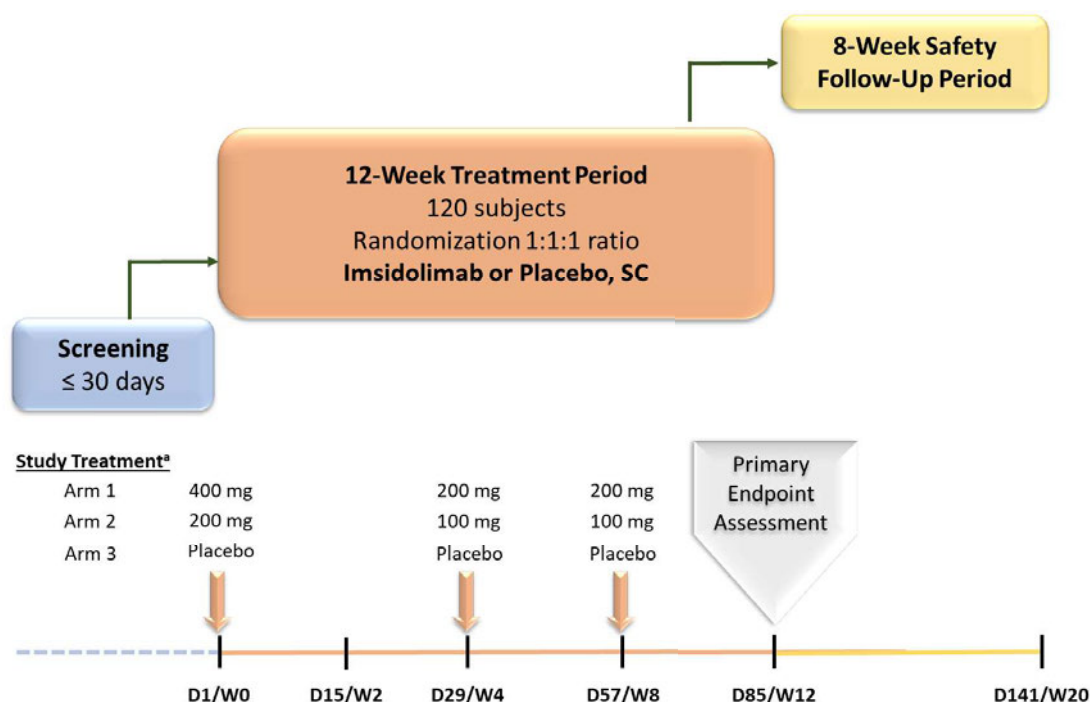 8-Week Safety
Follow-Up Period
12-Week Treatment Period
120 subjects
Randomization 1:1:1 ratio
Imsidolimab or Placebo, SC
Screening
≤ 30 days
Study Treatmentᵃ
Arm 1 400 mg 200 mg 200 mg
Arm 2 200 mg 100 mg 100 mg
Arm 3 Placebo Placebo Placebo
Primary
Endpoint
Assessment
D1/W0 D15/W2 D29/W4 D57/W8 D85/W12 D141/W20